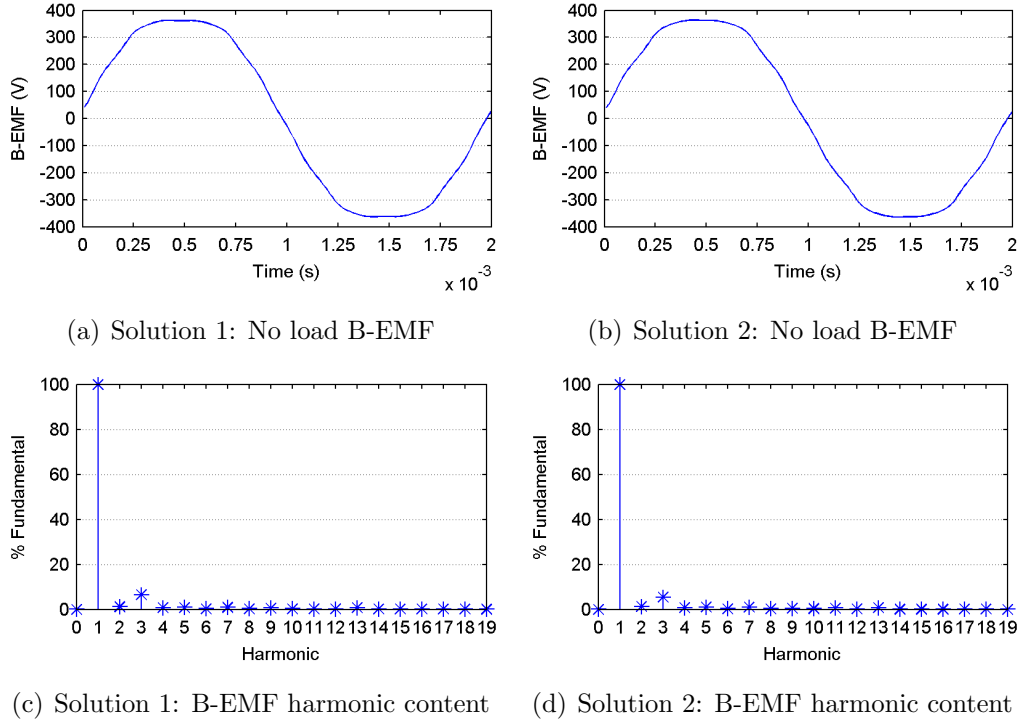 400
300
200
100
0
-100
-200
-300
-400
B-EMF (V)
0 0.25 0.5 0.75 1 1.25 1.5 1.75 2
Time (s)
x 10-3
(a) Solution 1: No load B-EMF
400
300
200
100
0
-100
-200
-300
-400
B-EMF (V)
0 0.25 0.5 0.75 1 1.25 1.5 1.75 2
Time (s)
x 10-3
(b) Solution 2: No load B-EMF
100
80
60
40
20
0
% Fundamental
0 1 2 3 4 5 6 7 8 9 10 11 12 13 14 15 16 17 18 19
Harmonic
(c) Solution 1: B-EMF harmonic content
100
80
60
40
20
0
% Fundamental
0 1 2 3 4 5 6 7 8 9 10 11 12 13 14 15 16 17 18 19
Harmonic
(d) Solution 2: B-EMF harmonic content